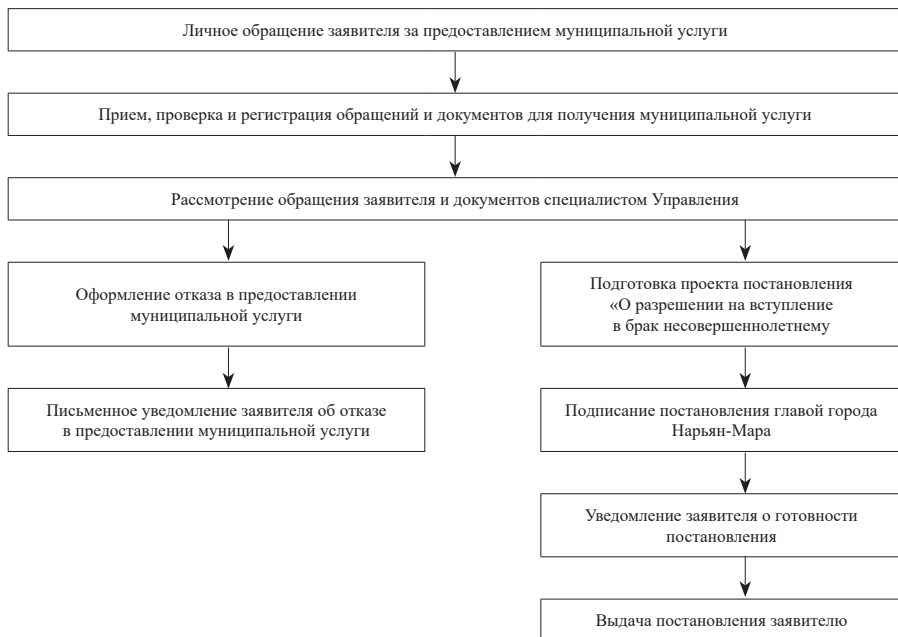 Личное обращение заявителя за предоставлением муниципальной услуги
Прием, проверка и регистрация обращений и документов для получения муниципальной услуги
Рассмотрение обращения заявителя и документов специалистом Управления
Оформление отказа в предоставлении
муниципальной услуги
Подготовка проекта постановления
«О разрешении на вступление
в брак несовершеннолетнему
Письменное уведомление заявителя об отказе
в предоставлении муниципальной услуги
Подписание постановления главой города
Нарьян-Мара
Уведомление заявителя о готовности
постановления
Выдача постановления заявителю